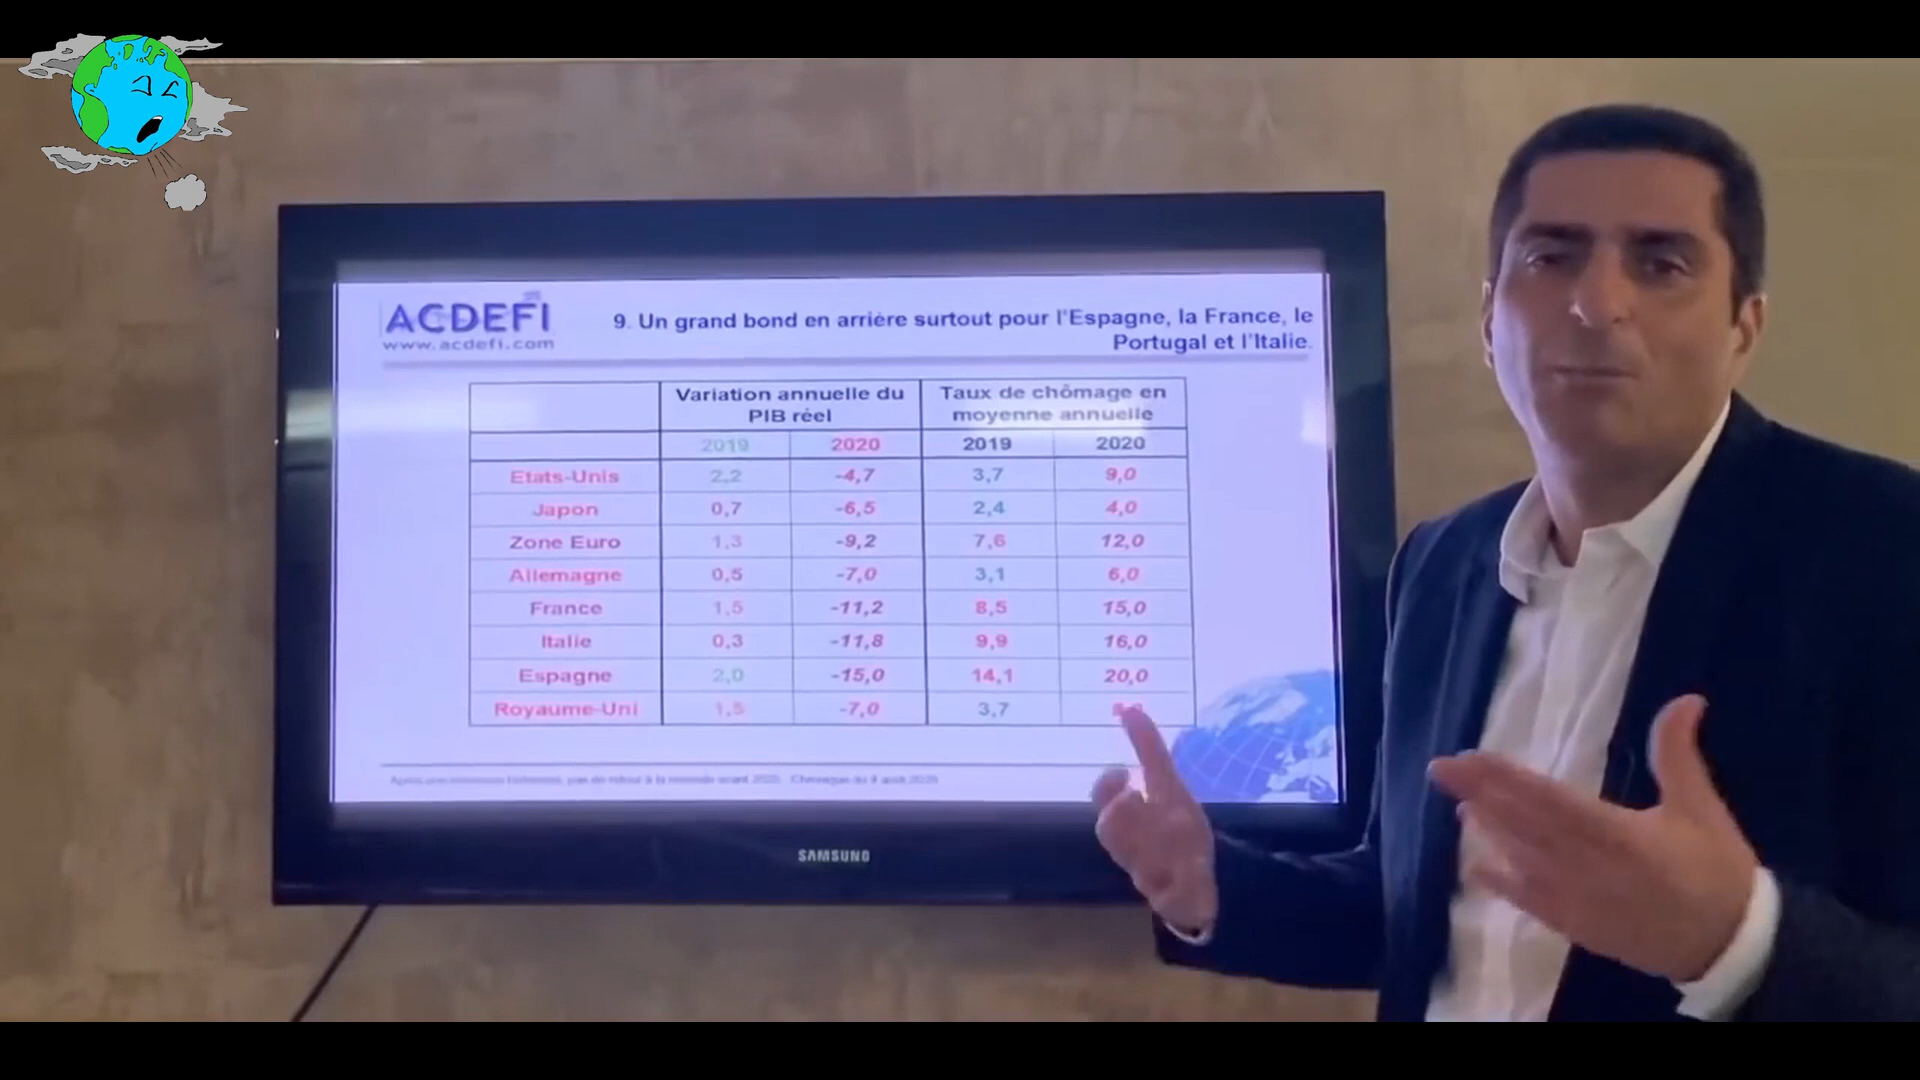 ACDEFI
www.acdefi.com
9. Un grand bond en arrière surtout pour l'Espagne, la France, le
Portugal et l'Italie.
Variation annuelle du
PIB réel
Taux de chômage en
moyenne annuelle
2019 2020 2019 2020
Etats-Unis 2,2 -4,7 3,7 9,0
Japon 0,7 -6,5 2,4 4,0
Zone Euro 1,3 -9,2 7,6 12,0
Allemagne 0,5 -7,0 3,1 6,0
France 1,5 -11,2 8,5 15,0
Italie 0,3 -11,8 9,9 16,0
Espagne 2,0 -15,0 14,1 20,0
Royaume-Uni 1,5 -7,0 3,7
SAMSUNG